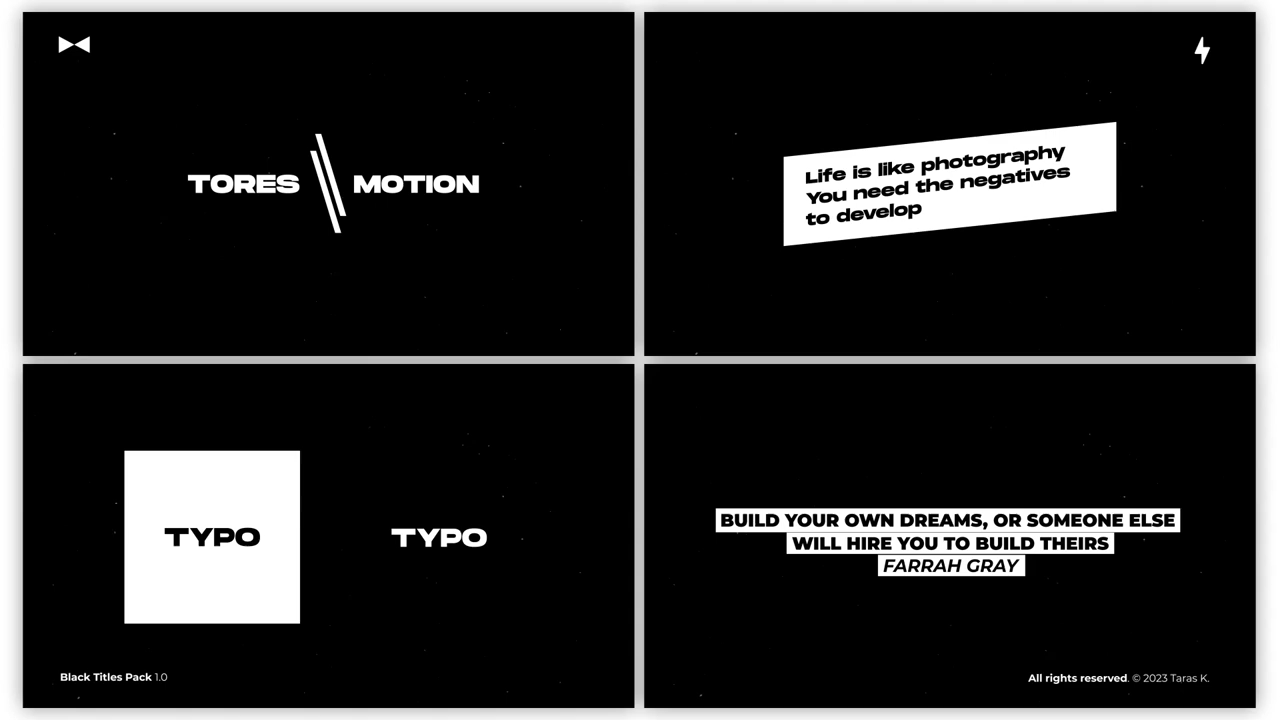 TORES MOTION
Life is like photography
You need the negatives
to develop
TYPO TYPO
Black Titles Pack 1.0
BUILD YOUR OWN DREAMS, OR SOMEONE ELSE
WILL HIRE YOU TO BUILD THEIRS
FARRAH GRAY
All rights reserved. © 2023 Taras K.